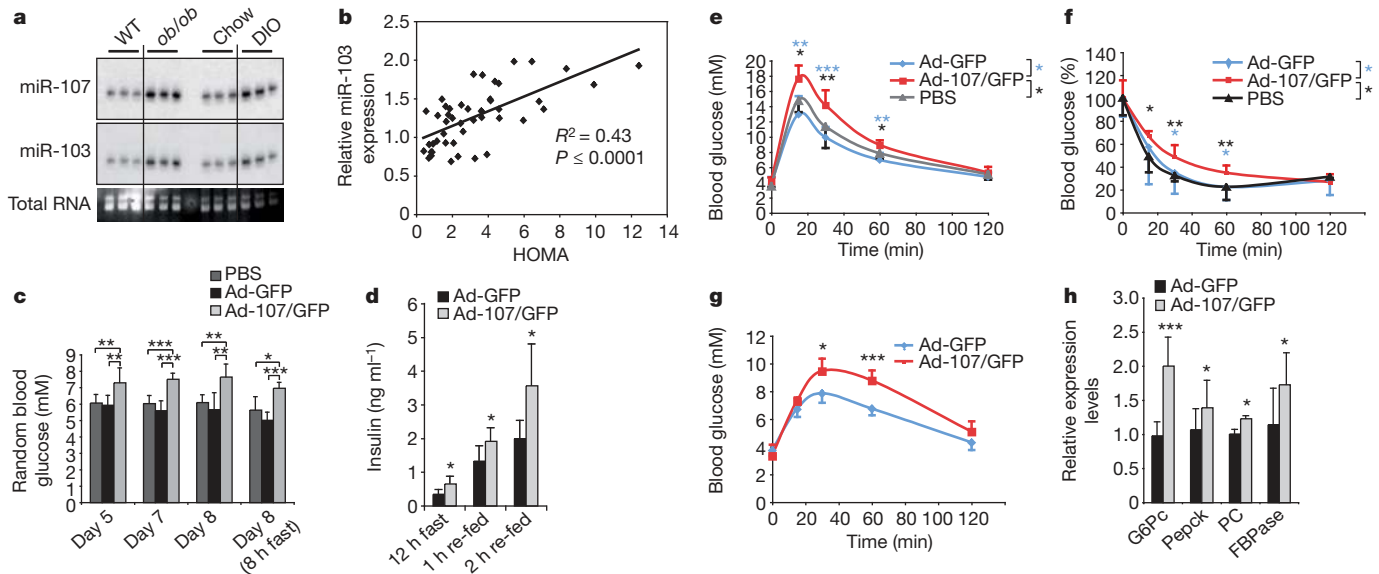 a
WT ob/ob Chow DIO
miR-107
miR-103
Total RNA
b
Relative miR-103
expression
2.5
2.0
1.5
1.0
0.5
0
R² = 0.43
P ≤ 0.0001
0 2 4 6 8 10 12 14
HOMA
c
PBS
Ad-GFP
Ad-107/GFP
Random blood
glucose (mM)
9
8
7
6
5
4
3
2
1
0
** ** *** *** ** ** * ***
Day 5 Day 7 Day 8 Day 8
(8 h fast)
d
Ad-GFP
Ad-107/GFP
Insulin (ng ml⁻¹)
6
5
4
3
2
1
0
* * *
12 h fast 1 h re-fed 2 h re-fed
e
Blood glucose (mM)
20
18
16
14
12
10
8
6
4
2
** * *** ** ** *
Ad-GFP *
Ad-107/GFP
PBS *
0 20 40 60 80 100 120
Time (min)
f
Blood glucose (%)
140
120
100
80
60
40
20
0
* ** * ** *
Ad-GFP *
Ad-107/GFP
PBS *
0 20 40 60 80 100 120
Time (min)
g
Blood glucose (mM)
12
10
8
6
4
2
0
* ***
Ad-GFP
Ad-107/GFP
0 20 40 60 80 100 120
Time (min)
h
Ad-GFP
Ad-107/GFP
Relative expression
levels
3.0
2.5
2.0
1.5
1.0
0.5
0
*** * * *
G6Pc Pepck PC FBPase